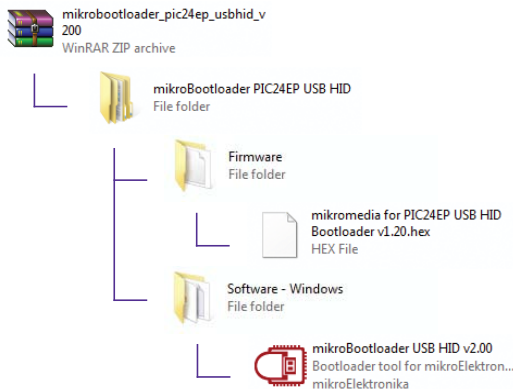 mikrobootloader_pic24ep_usbhid_v
200
WinRAR ZIP archive
mikroBootloader PIC24EP USB HID
File folder
Firmware
File folder
mikromedia for PIC24EP USB HID
Bootloader v1.20.hex
HEX File
Software - Windows
File folder
mikroBootloader USB HID v2.00
Bootloader tool for mikroElektron...
mikroElektronika